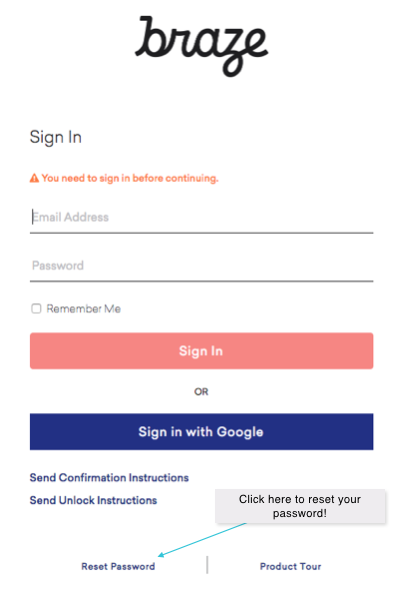 braze
Sign In
You need to sign in before continuing.
Email Address
Password
Remember Me
Sign In
OR
Sign in with Google
Send Confirmation Instructions
Send Unlock Instructions
Click here to reset your
password!
Reset Password
Product Tour